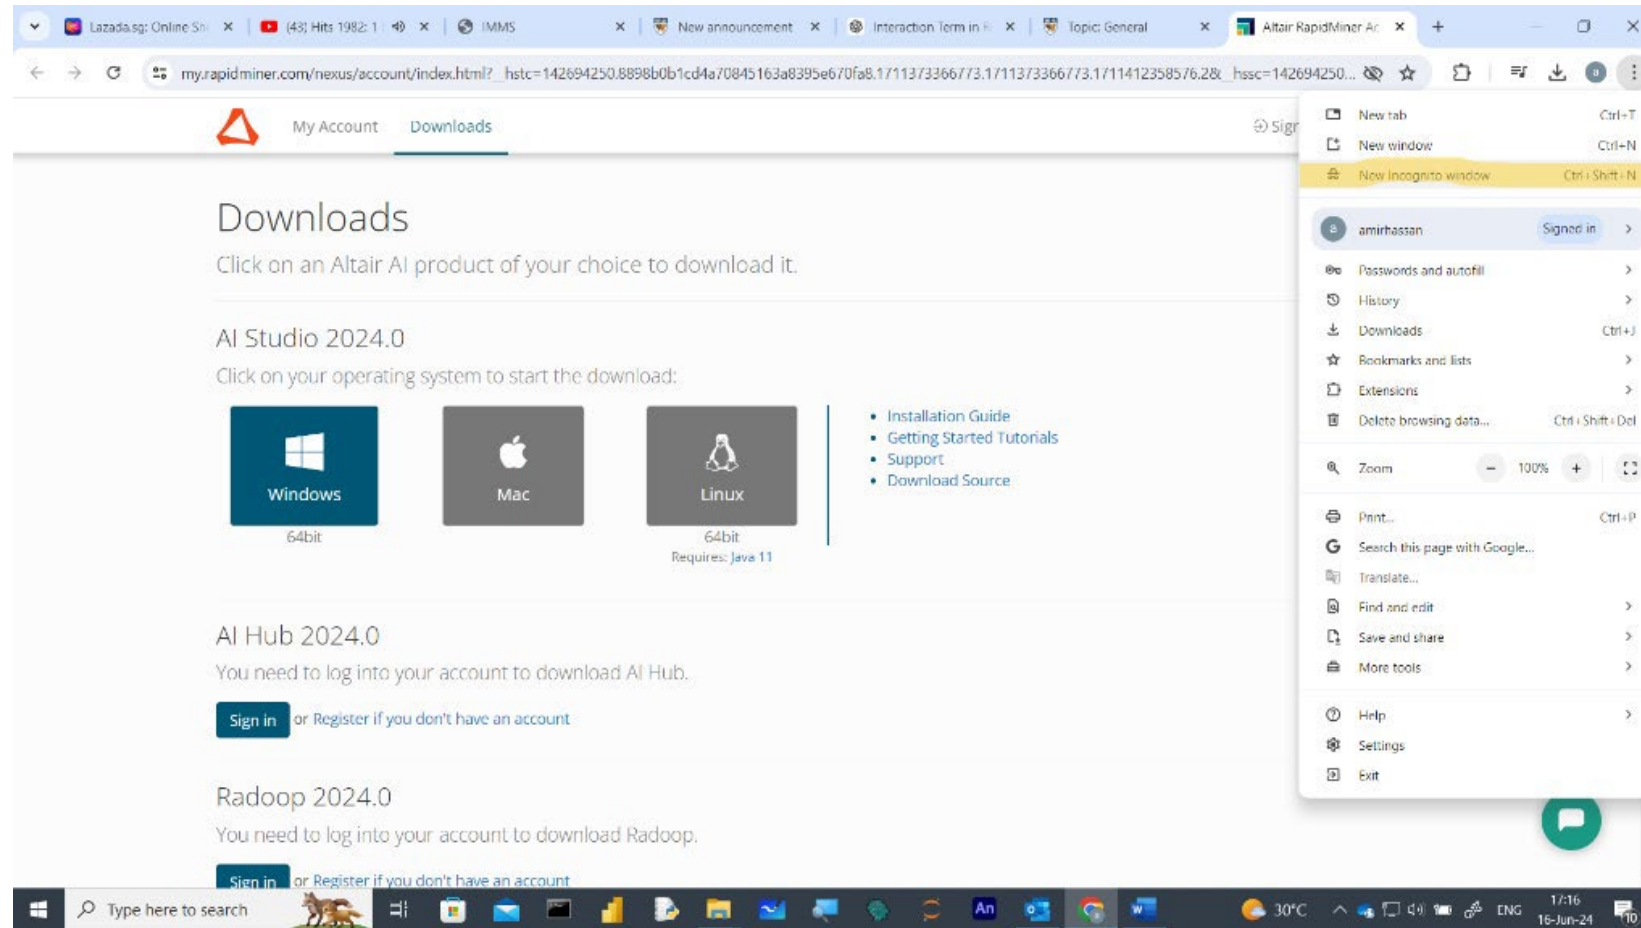 Lazada.sg: Online Sh
(43) Hits 1982: 1
IMMS
New announcement
Interaction Term in R
Topic: General
Altair RapidMiner Ac
my.rapidminer.com/nexus/account/index.html?__hstc=142694250.8898b0b1cd4a70845163a8395e670fa8.1711373366773.1711373366773.1711412358576.2&__hssc=142694250...
My Account
Downloads
Sign
Downloads
Click on an Altair AI product of your choice to download it.
AI Studio 2024.0
Click on your operating system to start the download:
Windows
64bit
Mac
Linux
64bit
Requires: Java 11
• Installation Guide
• Getting Started Tutorials
• Support
• Download Source
AI Hub 2024.0
You need to log into your account to download AI Hub.
Sign in or Register if you don't have an account
Radoop 2024.0
You need to log into your account to download Radoop.
Sign in or Register if you don't have an account
New tab Ctrl+T
New window Ctrl+N
New Incognito window Ctrl+Shift+N
a amirhassan Signed in
Passwords and autofill
History
Downloads Ctrl+J
Bookmarks and lists
Extensions
Delete browsing data... Ctrl+Shift+Del
Zoom − 100% +
Print... Ctrl+P
Search this page with Google...
Translate...
Find and edit
Save and share
More tools
Help
Settings
Exit
Type here to search
An
30°C
ENG
17:16
16-Jun-24
10